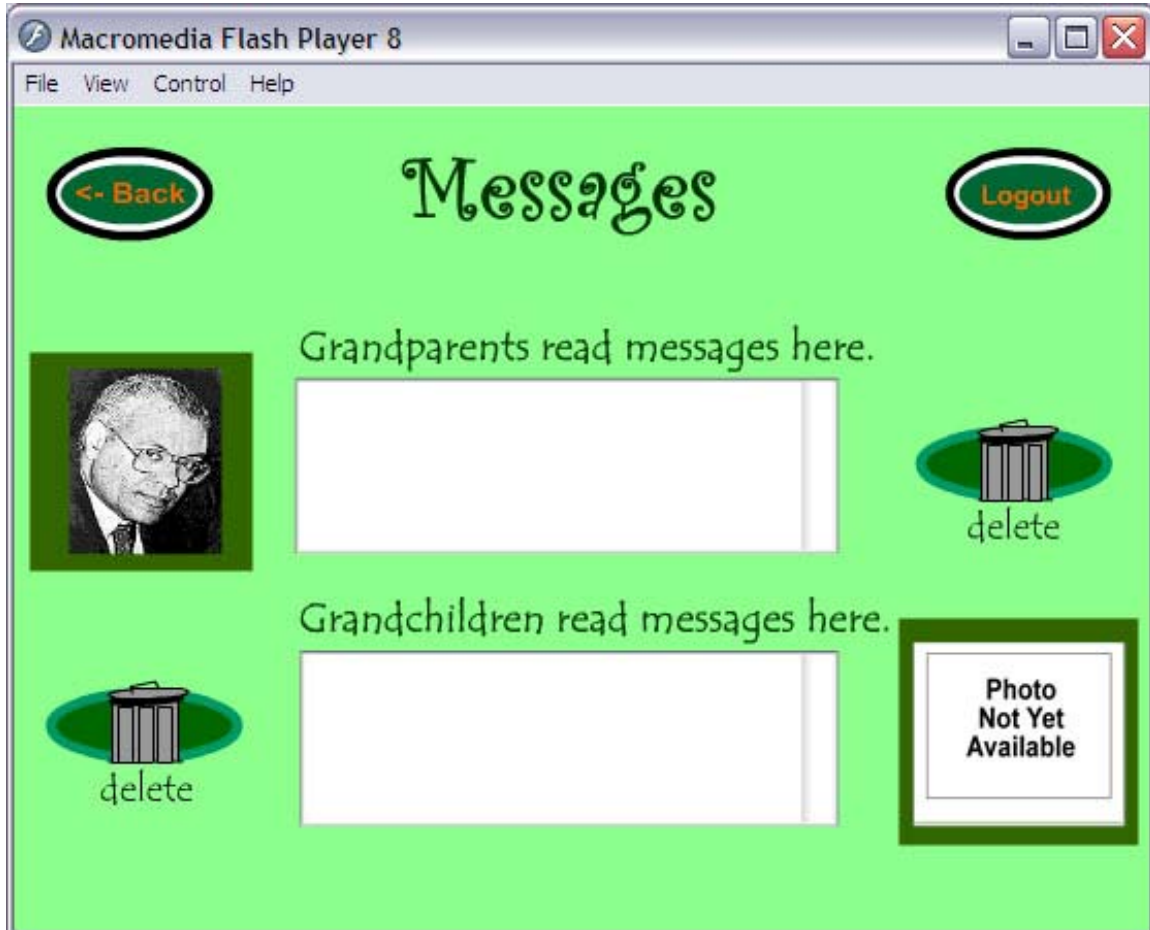 Macromedia Flash Player 8
File View Control Help
<- Back
Messages
Logout
Grandparents read messages here.
delete
Grandchildren read messages here.
delete
Photo
Not Yet
Available